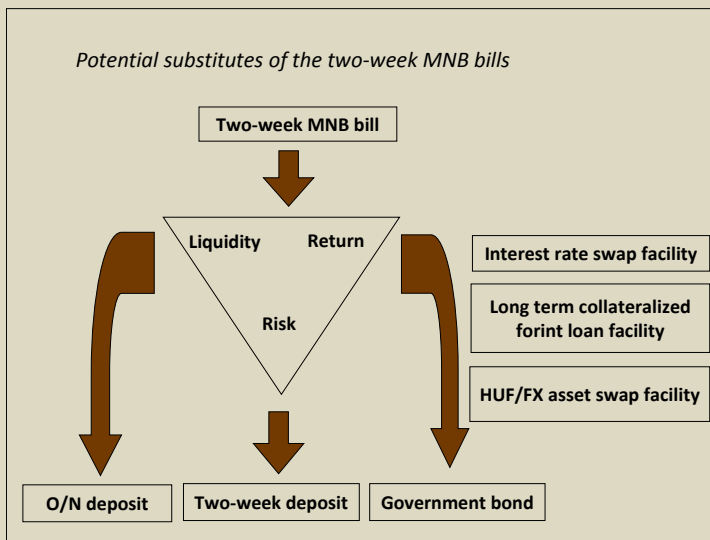 Potential substitutes of the two-week MNB bills
Two-week MNB bill
Liquidity
Return
Risk
Interest rate swap facility
Long term collateralized
forint loan facility
HUF/FX asset swap facility
O/N deposit
Two-week deposit
Government bond